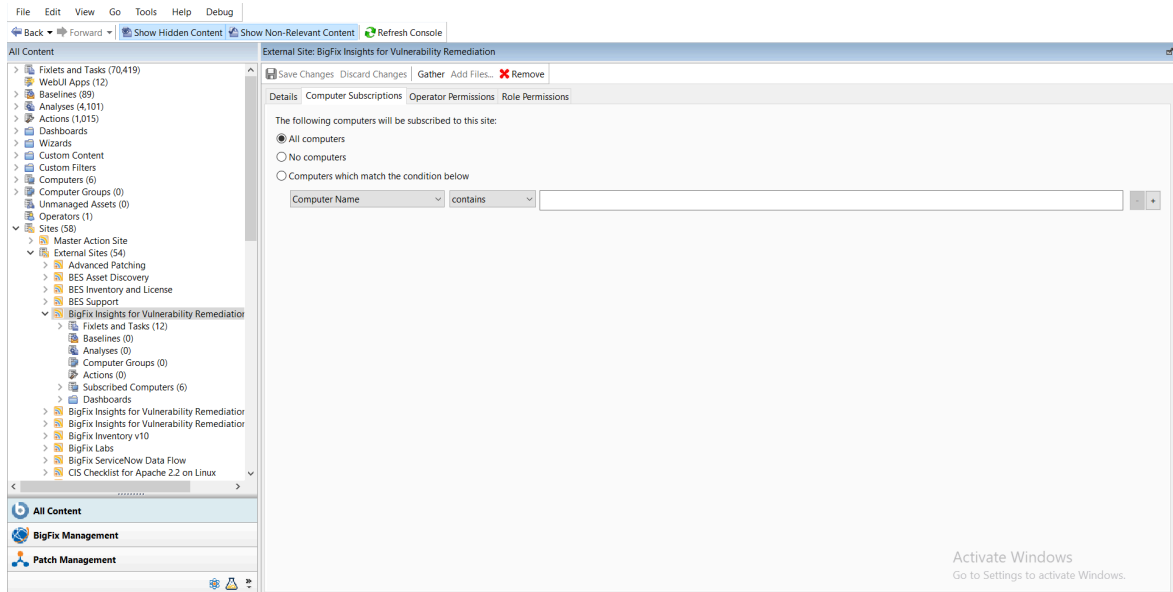 File Edit View Go Tools Help Debug
Back Forward Show Hidden Content Show Non-Relevant Content Refresh Console
All Content
External Site: BigFix Insights for Vulnerability Remediation
Fixlets and Tasks (70,419)
WebUI Apps (12)
Baselines (89)
Analyses (4,101)
Actions (1,015)
Dashboards
Wizards
Custom Content
Custom Filters
Computers (6)
Computer Groups (0)
Unmanaged Assets (0)
Operators (1)
Sites (58)
Master Action Site
External Sites (54)
Advanced Patching
BES Asset Discovery
BES Inventory and License
BES Support
BigFix Insights for Vulnerability Remediation
Fixlets and Tasks (12)
Baselines (0)
Analyses (0)
Computer Groups (0)
Actions (0)
Subscribed Computers (6)
Dashboards
BigFix Insights for Vulnerability Remediation
BigFix Insights for Vulnerability Remediation
BigFix Inventory v10
BigFix Labs
BigFix ServiceNow Data Flow
CIS Checklist for Apache 2.2 on Linux
All Content
BigFix Management
Patch Management
Save Changes Discard Changes Gather Add Files... Remove
Details Computer Subscriptions Operator Permissions Role Permissions
The following computers will be subscribed to this site:
All computers
No computers
Computers which match the condition below
Computer Name contains - +
Activate Windows
Go to Settings to activate Windows.